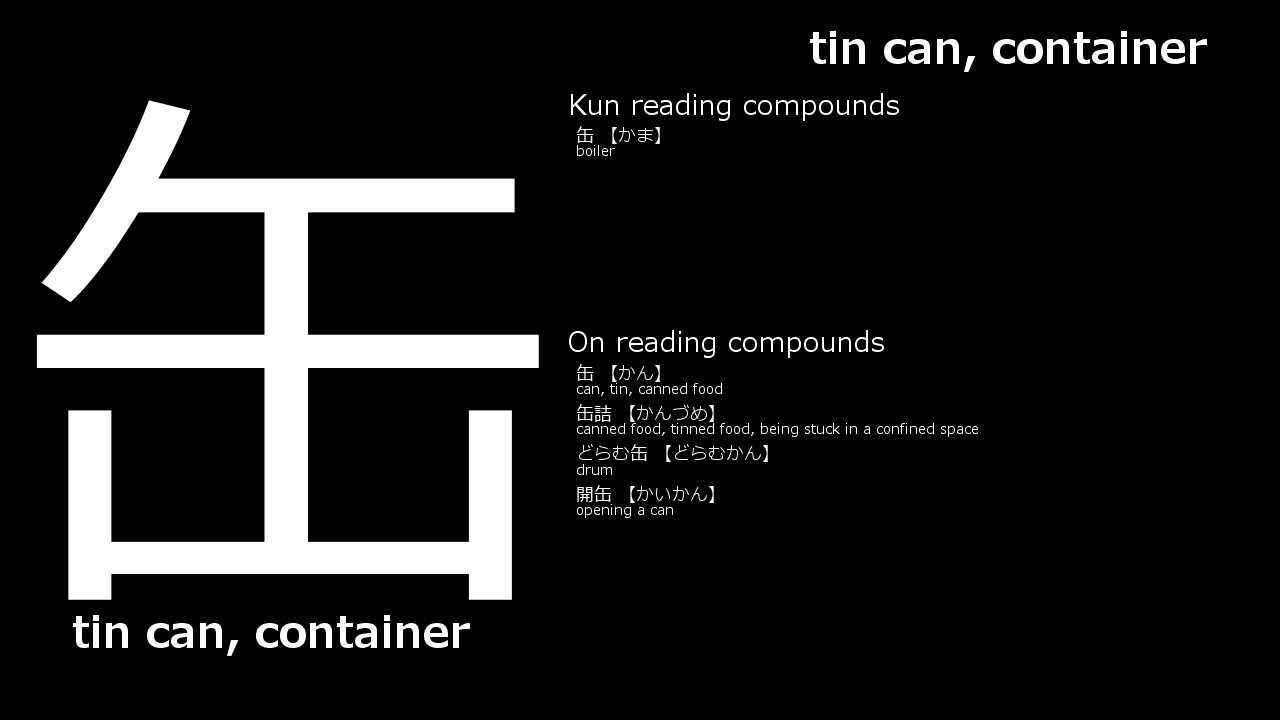 tin can, container
缶
tin can, container
Kun reading compounds
缶 【かま】
boiler
On reading compounds
缶 【かん】
can, tin, canned food
缶詰 【かんづめ】
canned food, tinned food, being stuck in a confined space
どらむ缶 【どらむかん】
drum
開缶 【かいかん】
opening a can